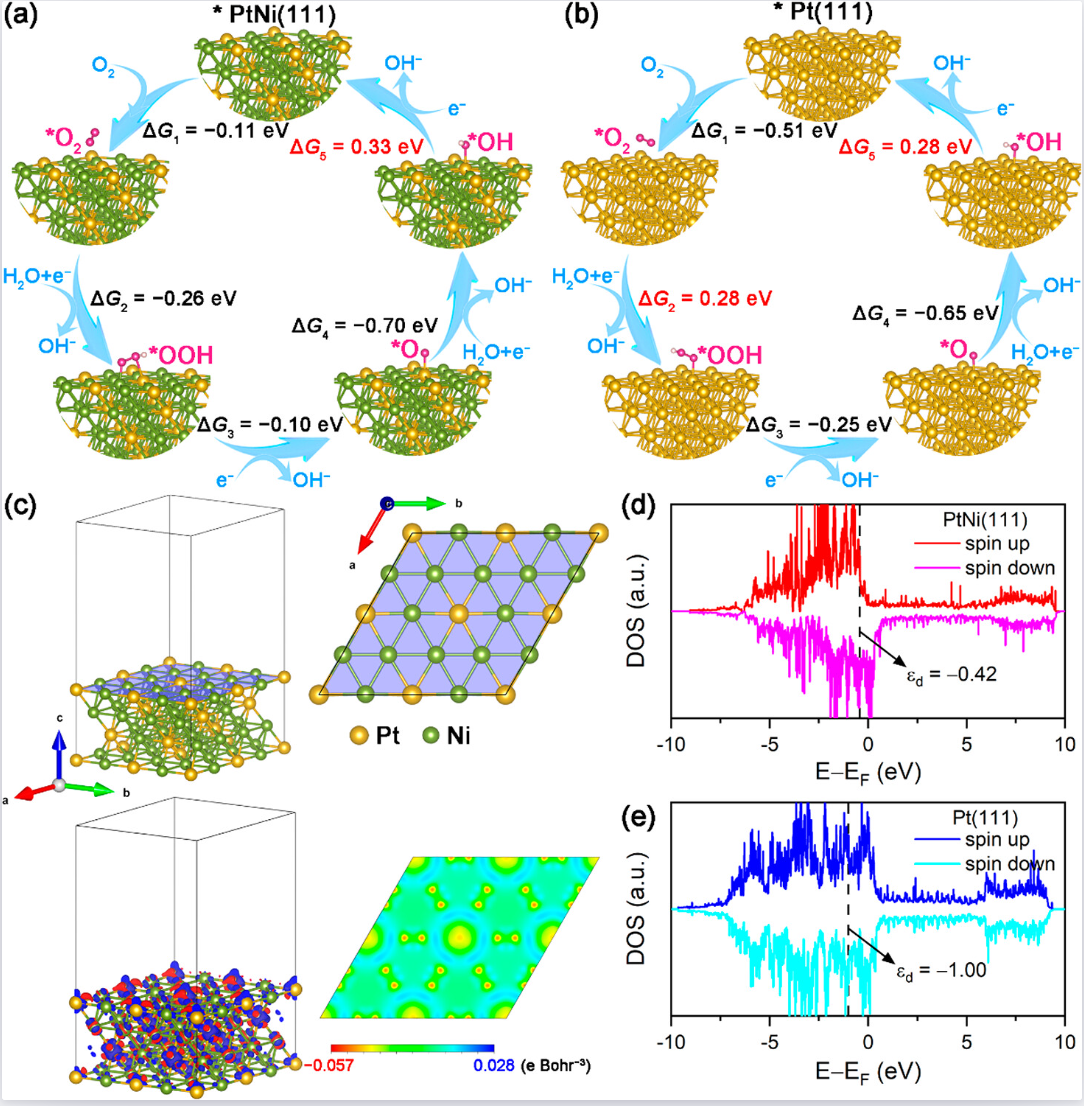 (a)
* PtNi(111)
O₂
OH⁻
e⁻
ΔG₁ = −0.11 eV
*O₂
ΔG₅ = 0.33 eV
*OH
H₂O+e⁻
ΔG₂ = −0.26 eV
OH⁻
*OOH
ΔG₃ = −0.10 eV
e⁻
OH⁻
ΔG₄ = −0.70 eV
*O
H₂O+e⁻
OH⁻
(b)
* Pt(111)
O₂
OH⁻
e⁻
ΔG₁ = −0.51 eV
*O₂
ΔG₅ = 0.28 eV
*OH
H₂O+e⁻
ΔG₂ = 0.28 eV
OH⁻
*OOH
ΔG₃ = −0.25 eV
e⁻
OH⁻
ΔG₄ = −0.65 eV
*O
H₂O+e⁻
OH⁻
(c)
c
a
b
b
a
Pt
Ni
−0.057
0.028 (e Bohr⁻³)
(d)
PtNi(111)
spin up
spin down
DOS (a.u.)
εd = −0.42
-10
-5
0
5
10
E−EF (eV)
(e)
Pt(111)
spin up
spin down
DOS (a.u.)
εd = −1.00
-10
-5
0
5
10
E−EF (eV)